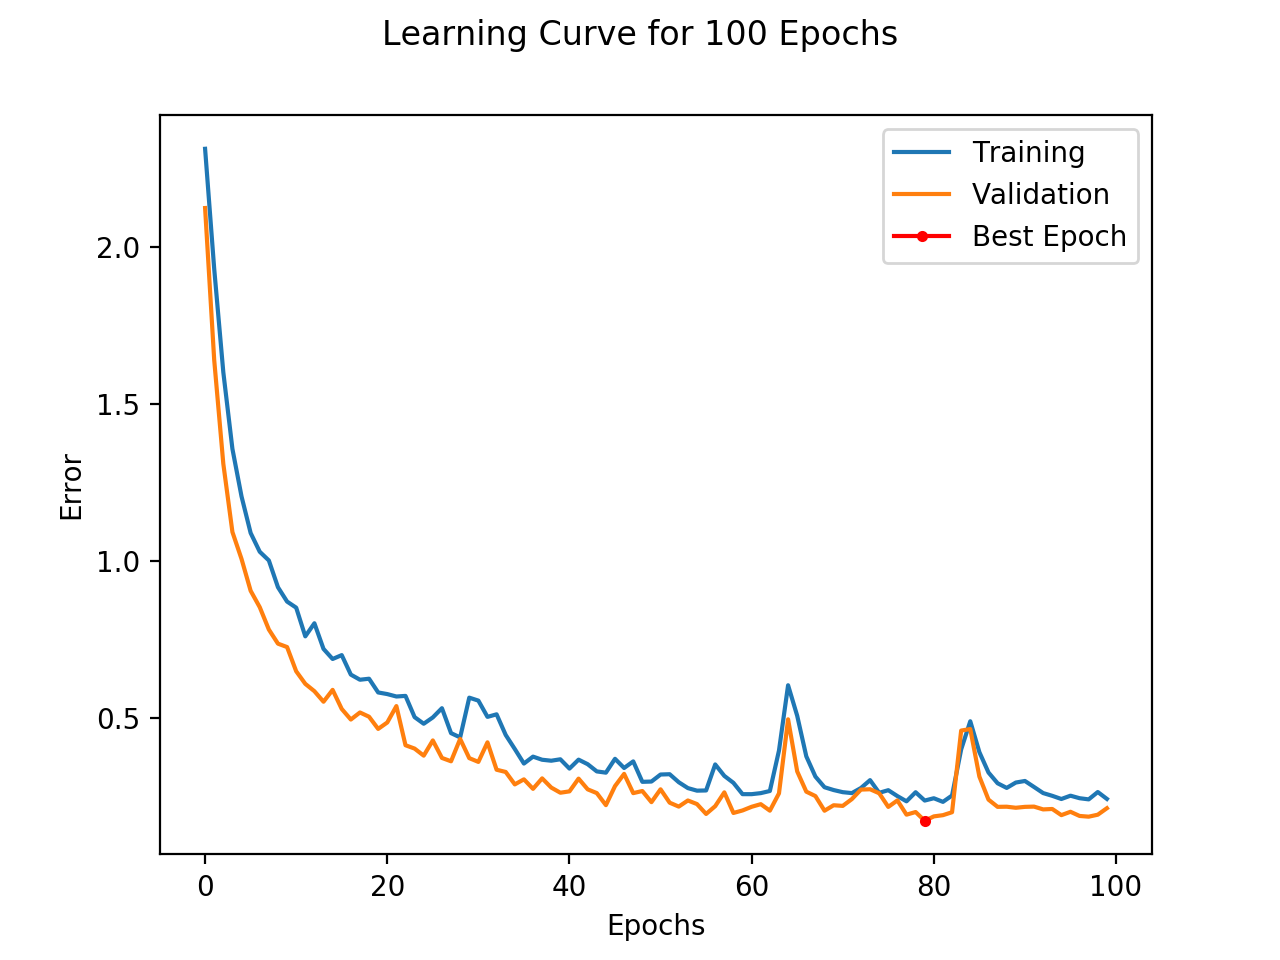 Learning Curve for 100 Epochs
Training
Validation
Best Epoch
2.0
1.5
1.0
0.5
Error
0 20 40 60 80 100
Epochs